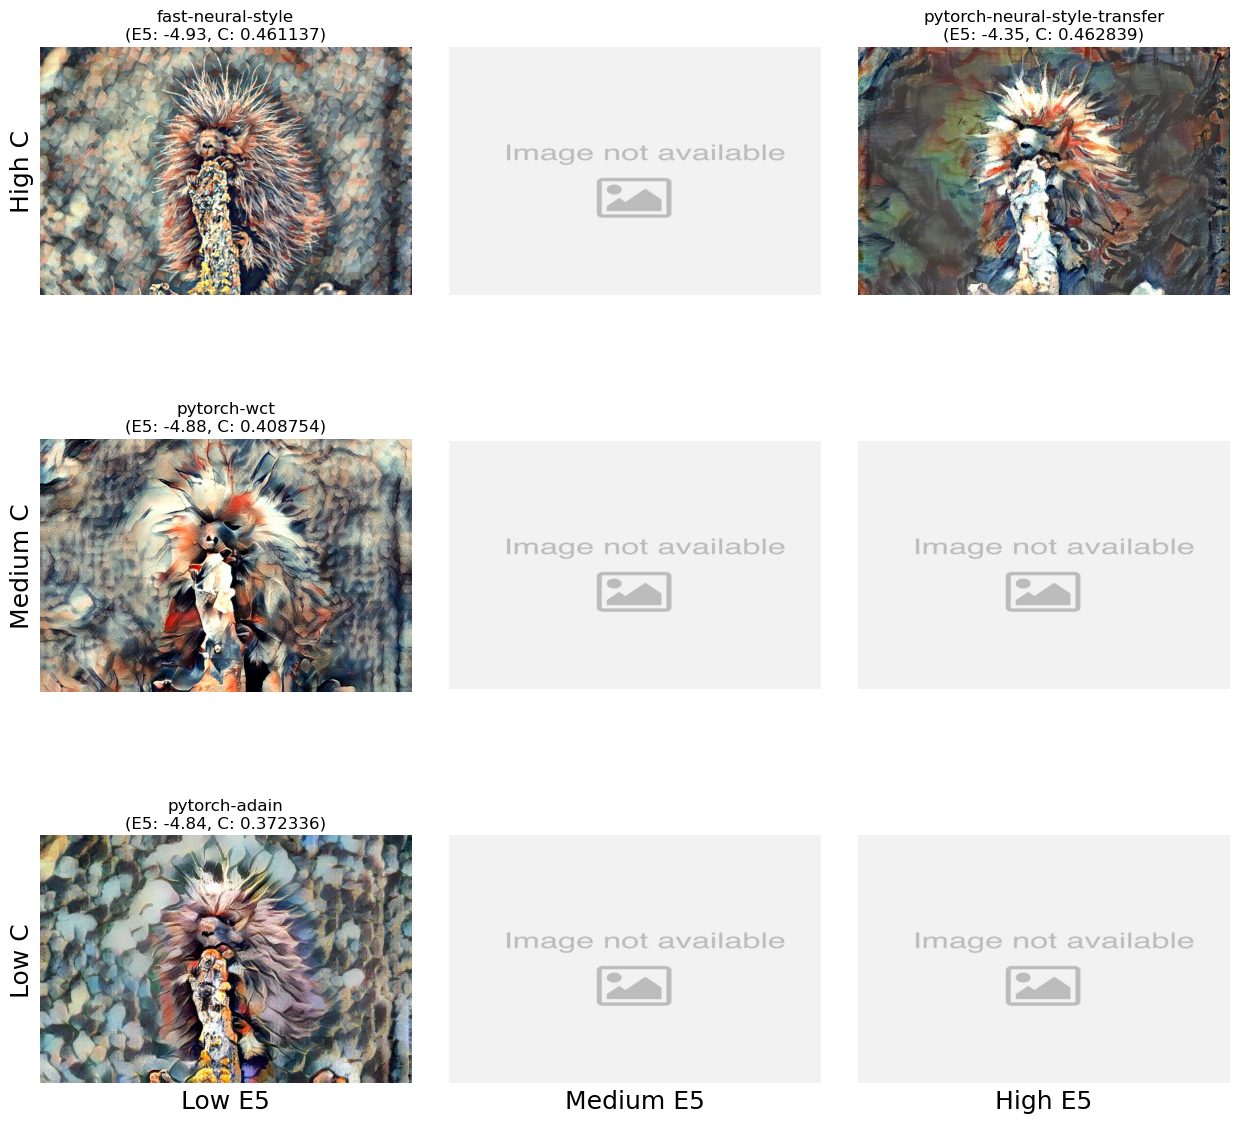 fast-neural-style
(E5: -4.93, C: 0.461137)
pytorch-neural-style-transfer
(E5: -4.35, C: 0.462839)
High C
Image not available
pytorch-wct
(E5: -4.88, C: 0.408754)
Medium C
Image not available
Image not available
pytorch-adain
(E5: -4.84, C: 0.372336)
Low C
Image not available
Image not available
Low E5
Medium E5
High E5